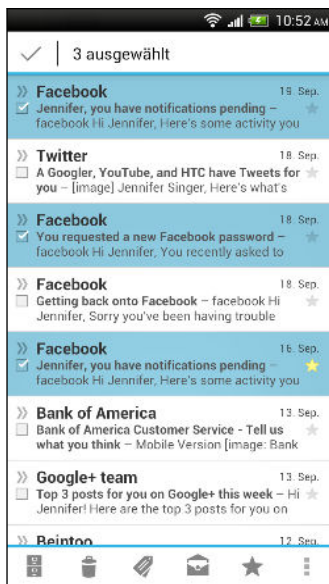 10:52 AM
3 ausgewählt
Facebook 19. Sep.
Jennifer, you have notifications pending –
facebook Hi Jennifer, Here's some activity you
Twitter 18. Sep.
A Googler, YouTube, and HTC have Tweets for
you – [image] Jennifer Singer, Here's what's
Facebook 18. Sep.
You requested a new Facebook password –
facebook Hi Jennifer, You recently asked to
Facebook 18. Sep.
Getting back onto Facebook – facebook Hi
Jennifer, Sorry you've been having trouble
Facebook 16. Sep.
Jennifer, you have notifications pending –
facebook Hi Jennifer, Here's some activity you
Bank of America 13. Sep.
Bank of America Customer Service - Tell us
what you think – Mobile Version [image: Bank
Google+ team 13. Sep.
Top 3 posts for you on Google+ this week – Hi
Jennifer! Here are the top 3 posts for you on
Beintoo 12. Sep.